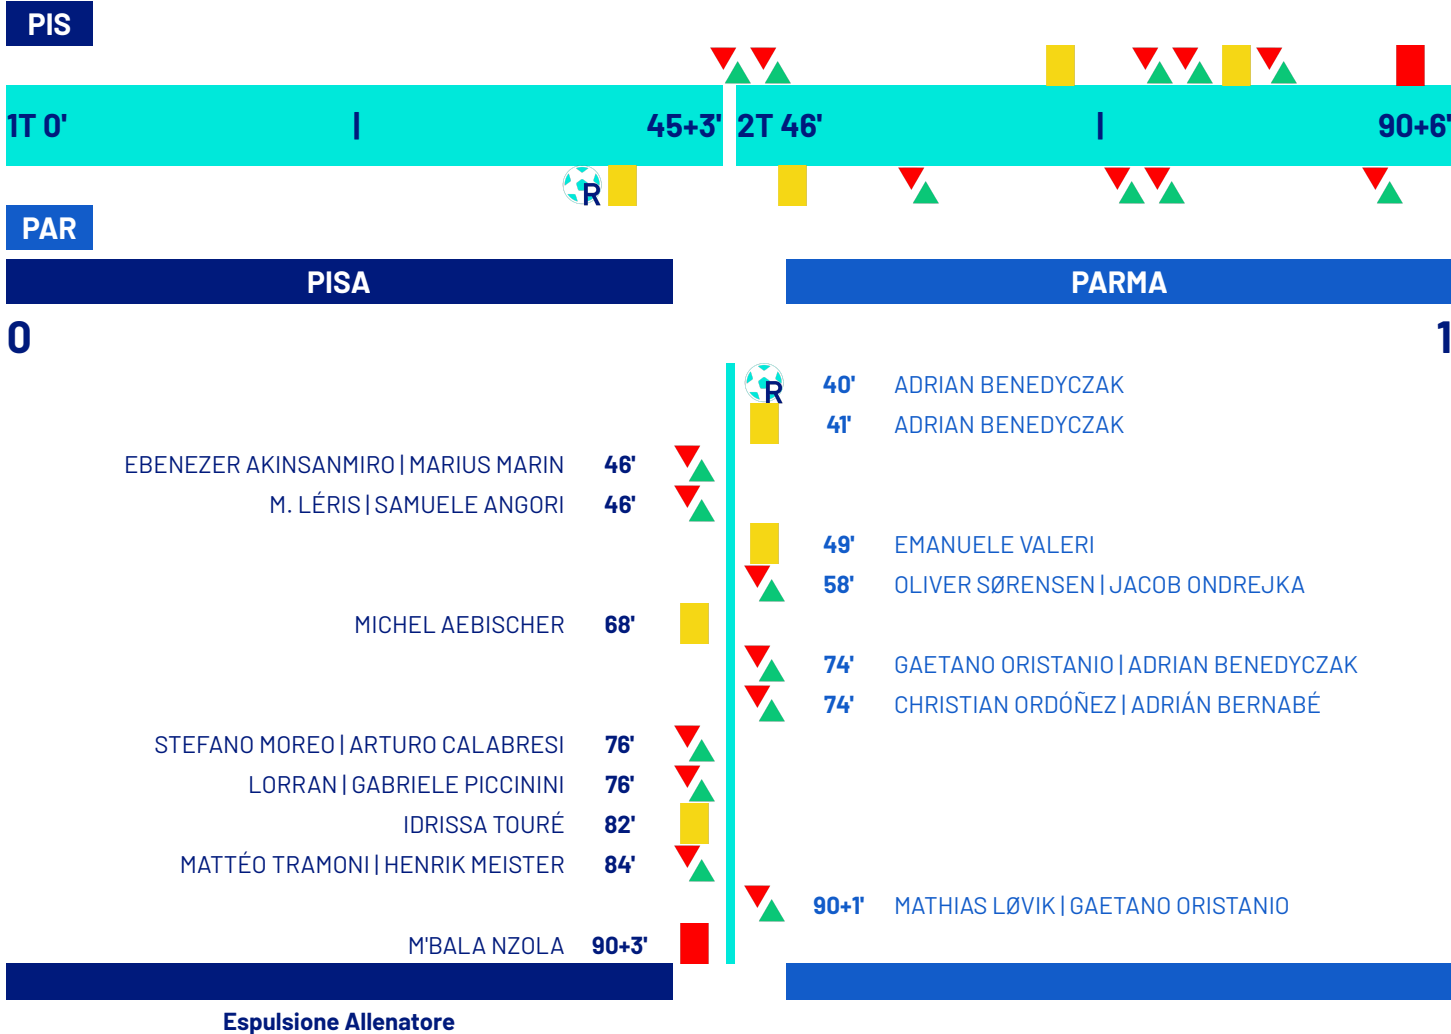 PIS
1T 0' | 45+3' 2T 46' | 90+6'
R
PAR
PISA PARMA
0 1
R 40' ADRIAN BENEDYCZAK
41' ADRIAN BENEDYCZAK
EBENEZER AKINSANMIRO | MARIUS MARIN 46'
M. LÉRIS | SAMUELE ANGORI 46'
49' EMANUELE VALERI
58' OLIVER SØRENSEN | JACOB ONDREJKA
MICHEL AEBISCHER 68'
74' GAETANO ORISTANIO | ADRIAN BENEDYCZAK
74' CHRISTIAN ORDÓÑEZ | ADRIÁN BERNABÉ
STEFANO MOREO | ARTURO CALABRESI 76'
LORRAN | GABRIELE PICCININI 76'
IDRISSA TOURÉ 82'
MATTÉO TRAMONI | HENRIK MEISTER 84'
90+1' MATHIAS LØVIK | GAETANO ORISTANIO
M'BALA NZOLA 90+3'
Espulsione Allenatore